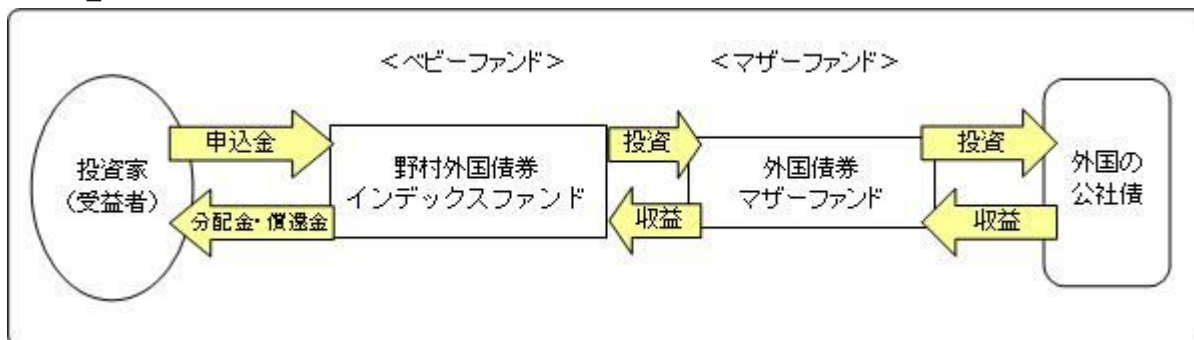 <ベビーファンド>
<マザーファンド>
投資家
(受益者)
申込金
分配金・償還金
野村外国債券
インデックスファンド
投資
収益
外国債券
マザーファンド
投資
収益
外国の
公社債